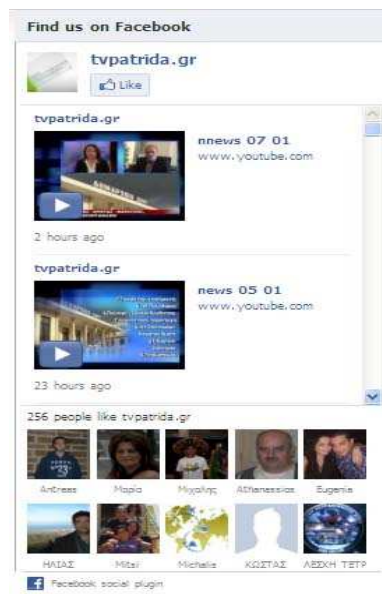 Find us on Facebook
tvpatrida.gr
Like
tvpatrida.gr
nnews 07 01
www.youtube.com
2 hours ago
tvpatrida.gr
news 05 01
www.youtube.com
23 hours ago
256 people like tvpatrida.gr
Antreas Μαρία Μιχαλης Athanassios Eugenia
ΗΛΙΑΣ Mitsi Michalis ΚΩΣΤΑΣ ΛΕΣΧΗ ΤΕΤΡ
Facebook social plugin